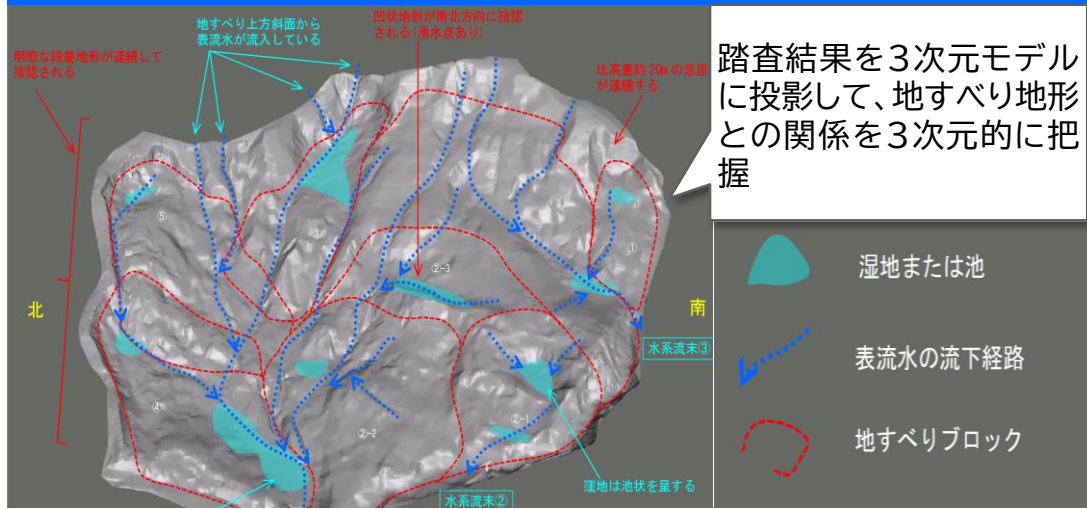 地すべり上方斜面から
表流水が流入している
凹状地形が南北方向に確認
される(湧水点あり)
明瞭な段差地形が連続して
確認される
比高差約20mの急崖
が連続する
踏査結果を3次元モデル
に投影して、地すべり地形
との関係を3次元的に把
握
⑤
③
②-3
①
北
南
水系流末③
④
②-2
②-1
窪地は池状を呈する
水系流末②
湿地または池
表流水の流下経路
地すべりブロック